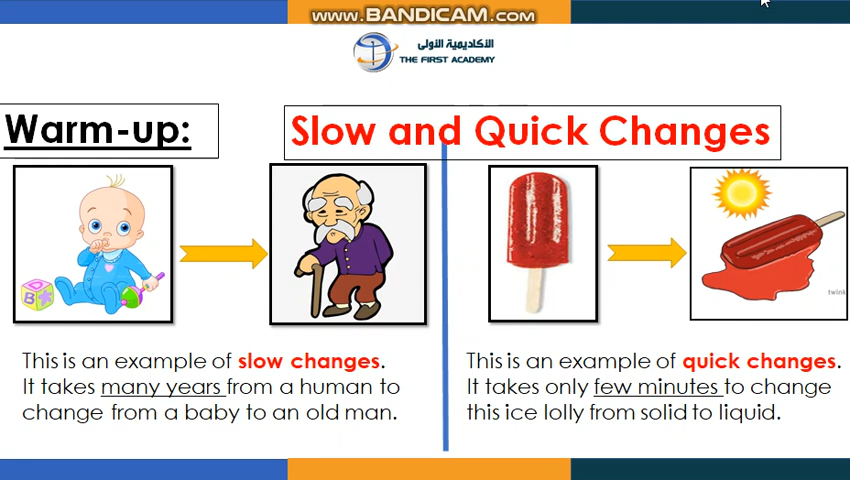 www.BANDICAM.com
الأكاديمية الأولى
THE FIRST ACADEMY
Warm-up:
Slow and Quick Changes
D
B
twink
This is an example of slow changes.
It takes many years from a human to
change from a baby to an old man.
This is an example of quick changes.
It takes only few minutes to change
this ice lolly from solid to liquid.